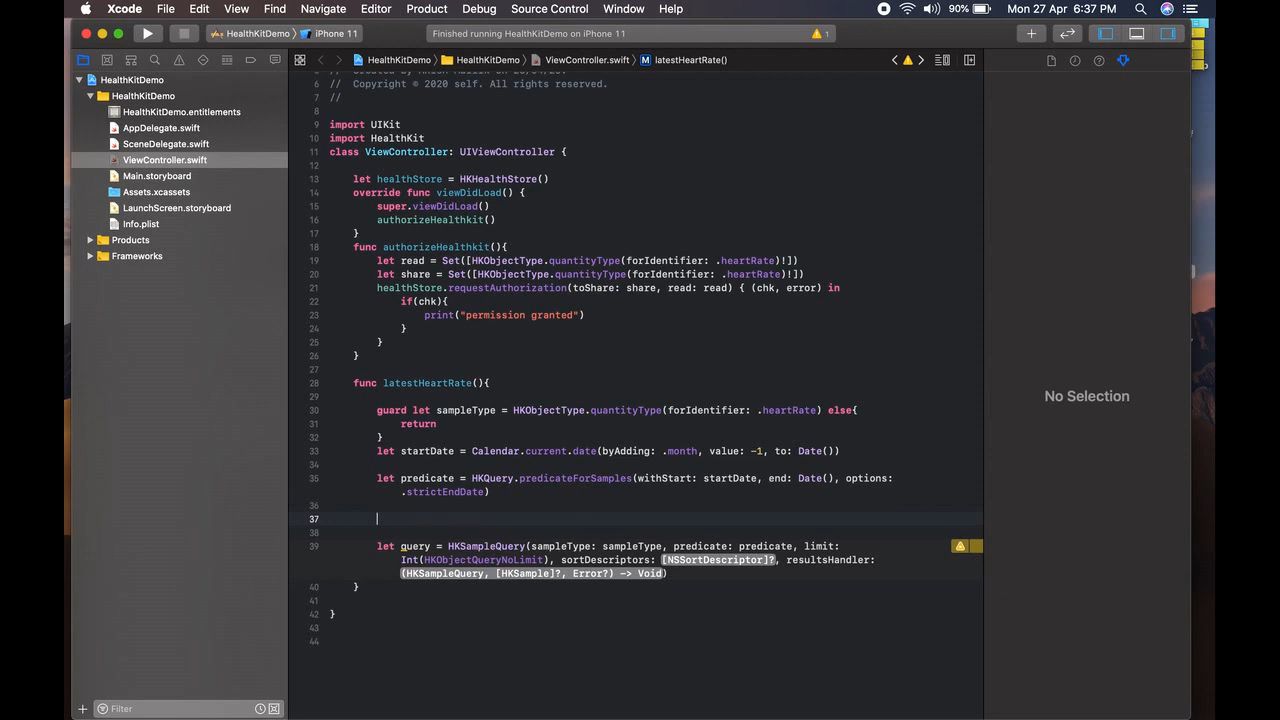 Xcode File Edit View Find Navigate Editor Product Debug Source Control Window Help 90% Mon 27 Apr 6:37 PM
HealthKitDemo iPhone 11 Finished running HealthKitDemo on iPhone 11 1
HealthKitDemo HealthKitDemo ViewController.swift M latestHeartRate()
HealthKitDemo
HealthKitDemo
HealthKitDemo.entitlements
AppDelegate.swift
SceneDelegate.swift
ViewController.swift
Main.storyboard
Assets.xcassets
LaunchScreen.storyboard
Info.plist
Products
Frameworks
Filter
6 // Copyright © 2020 self. All rights reserved.
7 //
8
9 import UIKit
10 import HealthKit
11 class ViewController: UIViewController {
12
13 let healthStore = HKHealthStore()
14 override func viewDidLoad() {
15 super.viewDidLoad()
16 authorizeHealthkit()
17 }
18 func authorizeHealthkit(){
19 let read = Set([HKObjectType.quantityType(forIdentifier: .heartRate)!])
20 let share = Set([HKObjectType.quantityType(forIdentifier: .heartRate)!])
21 healthStore.requestAuthorization(toShare: share, read: read) { (chk, error) in
22 if(chk){
23 print("permission granted")
24 }
25 }
26 }
27
28 func latestHeartRate(){
29
30 guard let sampleType = HKObjectType.quantityType(forIdentifier: .heartRate) else{
31 return
32 }
33 let startDate = Calendar.current.date(byAdding: .month, value: -1, to: Date())
34
35 let predicate = HKQuery.predicateForSamples(withStart: startDate, end: Date(), options:
.strictEndDate)
36
37
38
39 let query = HKSampleQuery(sampleType: sampleType, predicate: predicate, limit:
Int(HKObjectQueryNoLimit), sortDescriptors: [NSSortDescriptor]?, resultsHandler:
(HKSampleQuery, [HKSample]?, Error?) -> Void)
40 }
41
42 }
43
44
No Selection